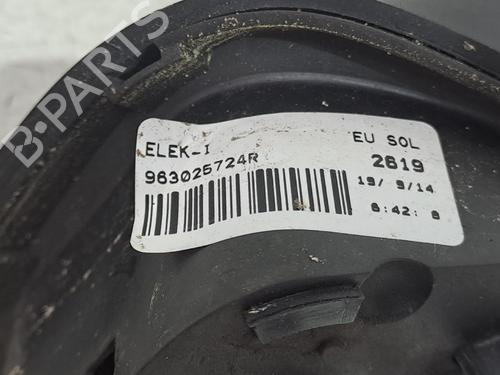 B-PARTS
ELEK-I
EU SOL
963025724R
2619
19/ 9/14
8:42: 8